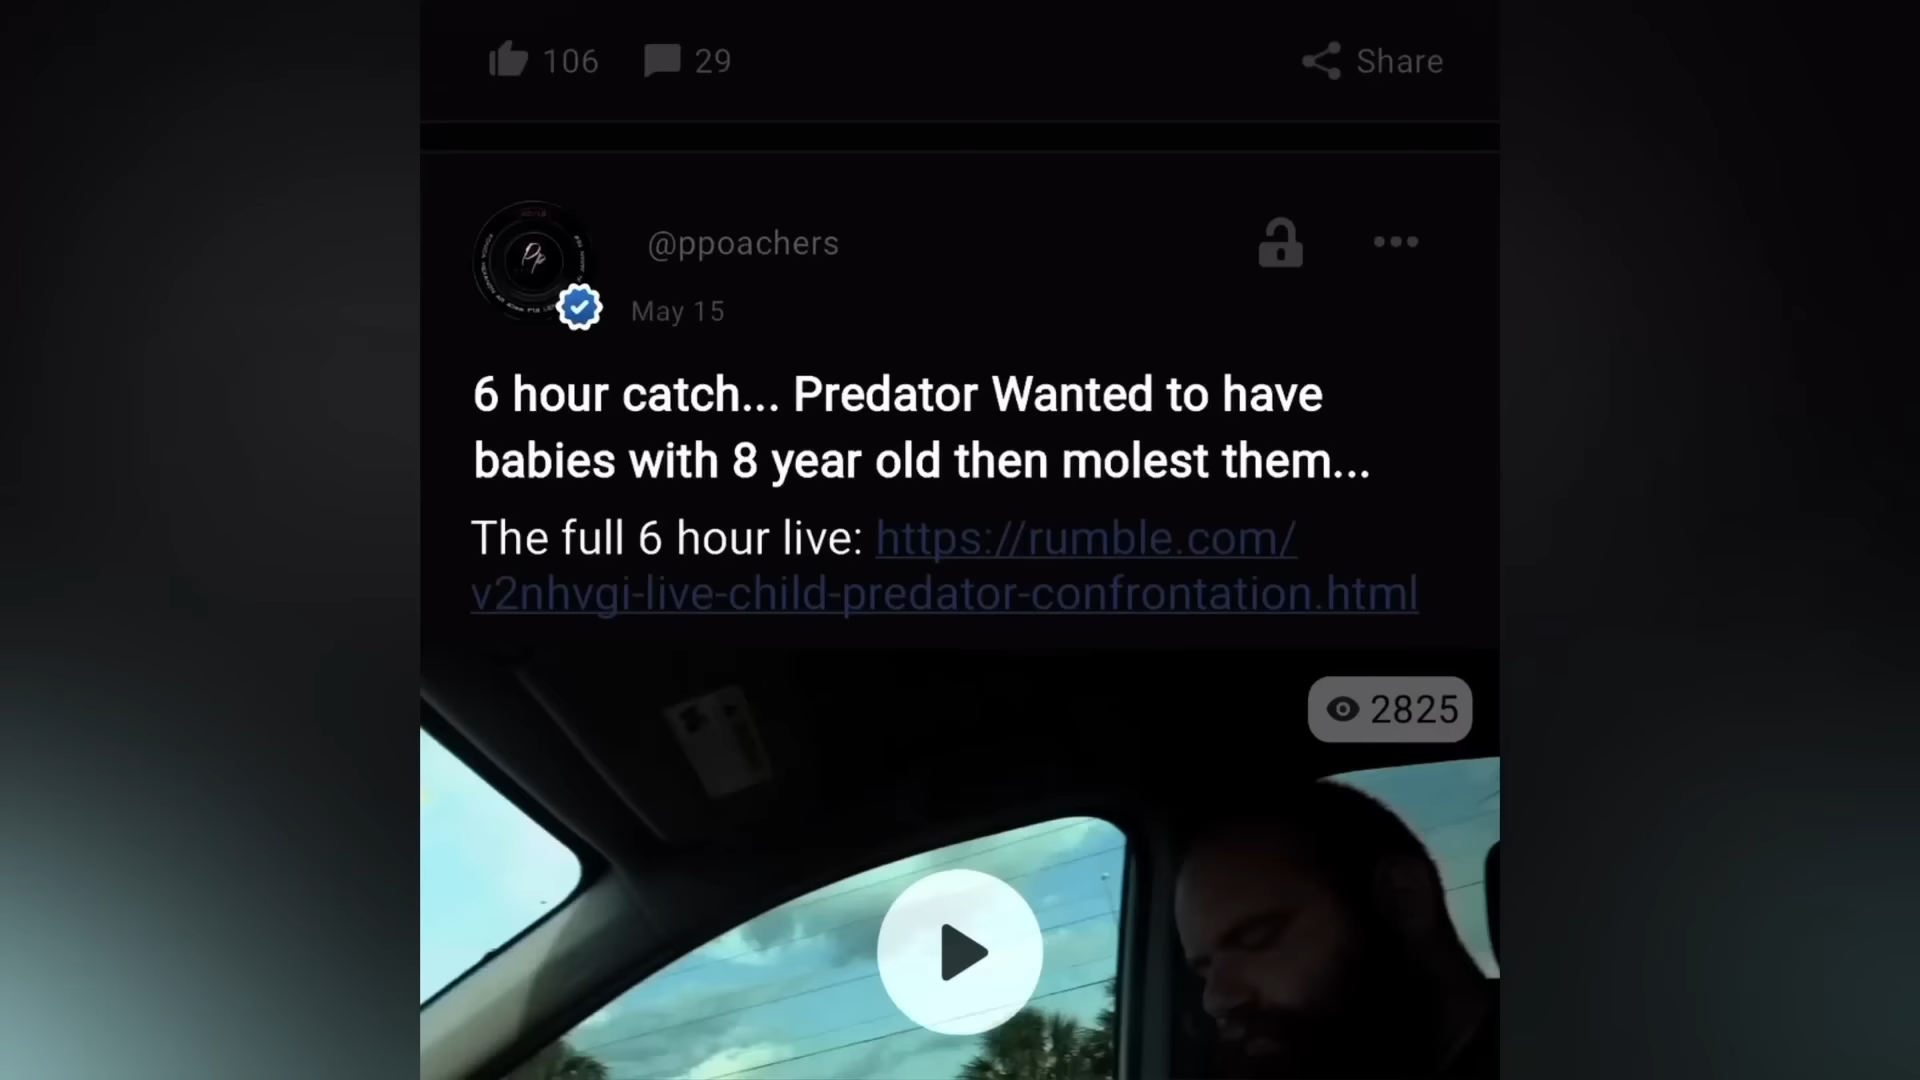 106 29 Share
@ppoachers
May 15
6 hour catch... Predator Wanted to have
babies with 8 year old then molest them...
The full 6 hour live: https://rumble.com/
v2nhvgi-live-child-predator-confrontation.html
2825
Pp